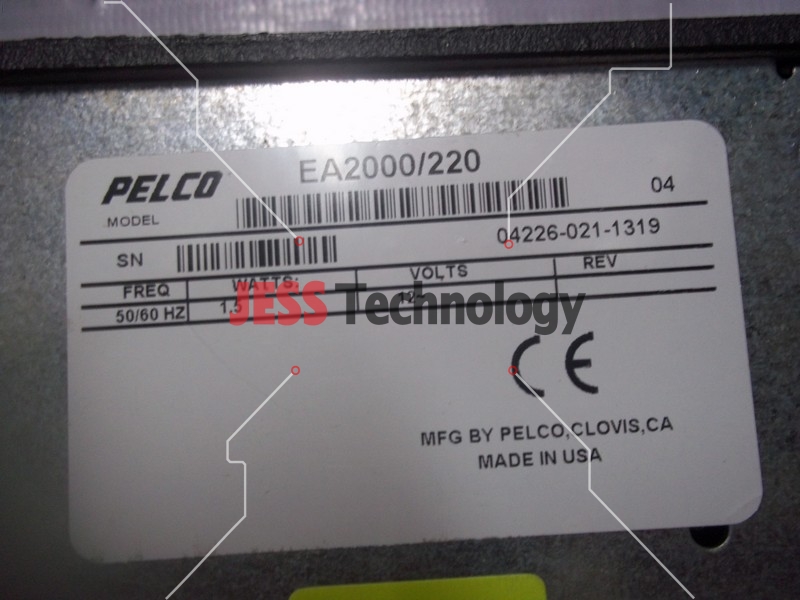 PELCO EA2000/220
MODEL 04
SN 04226-021-1319
FREQ WATTS: VOLTS REV
50/60 HZ
JESS Technology
MFG BY PELCO,CLOVIS,CA
MADE IN USA